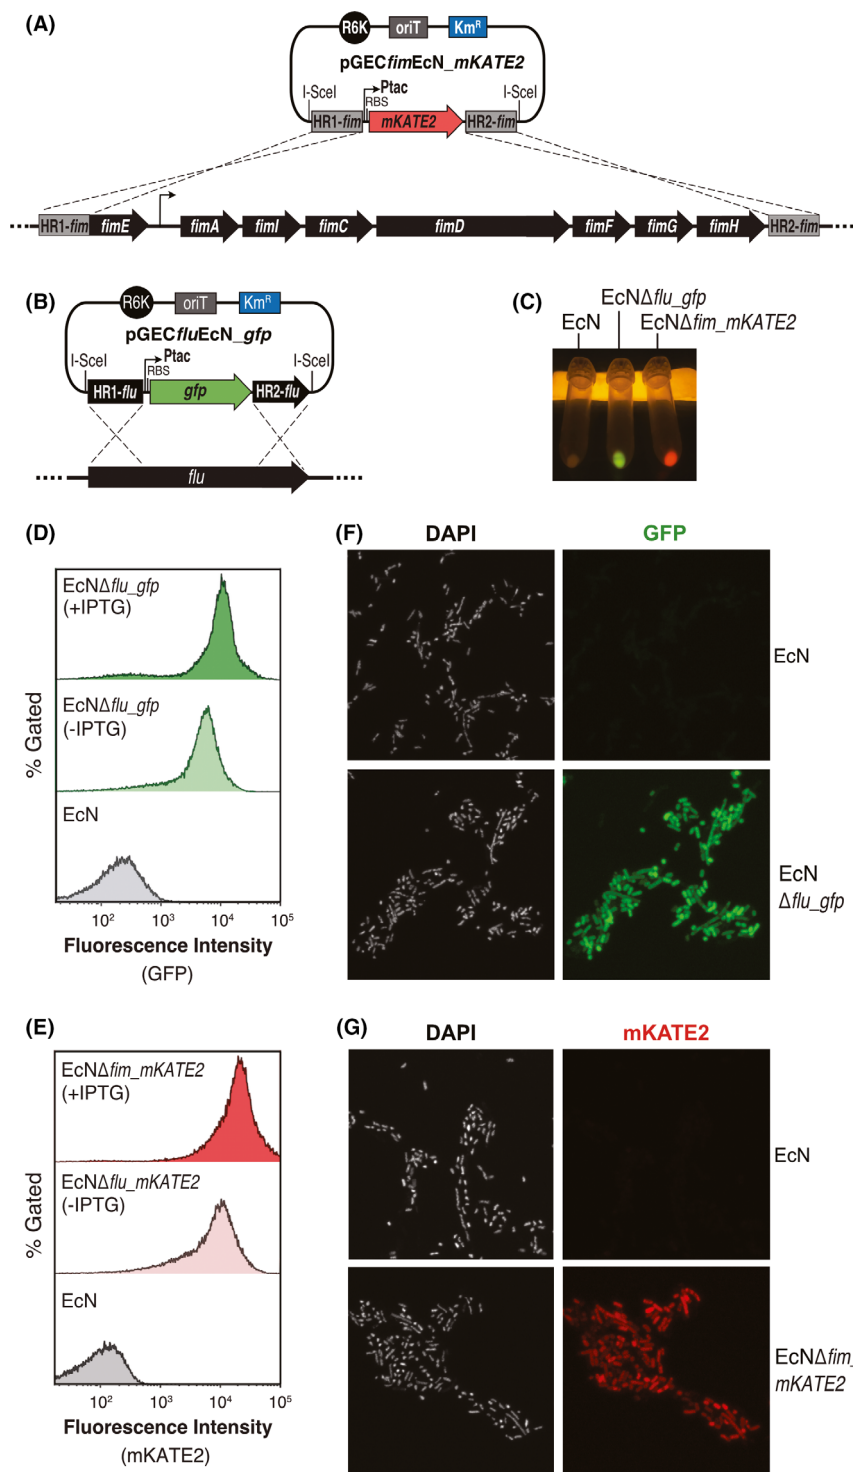 (A)
R6K oriT KmR
pGECfimEcN_mKATE2
I-SceI Ptac I-SceI
RBS
HR1-fim mKATE2 HR2-fim
HR1-fim fimE fimA fimI fimC fimD fimF fimG fimH HR2-fim
(B)
R6K oriT KmR
pGECfluEcN_gfp
I-SceI Ptac I-SceI
RBS
HR1-flu gfp HR2-flu
flu
(C)
EcNΔflu_gfp
EcN EcNΔfim_mKATE2
(D)
EcNΔflu_gfp
(+IPTG)
EcNΔflu_gfp
(-IPTG)
EcN
% Gated
10² 10³ 10⁴ 10⁵
Fluorescence Intensity
(GFP)
(F)
DAPI GFP
EcN
EcN
Δflu_gfp
(E)
EcNΔfim_mKATE2
(+IPTG)
EcNΔflu_mKATE2
(-IPTG)
EcN
% Gated
10² 10³ 10⁴ 10⁵
Fluorescence Intensity
(mKATE2)
(G)
DAPI mKATE2
EcN
EcNΔfim_
mKATE2